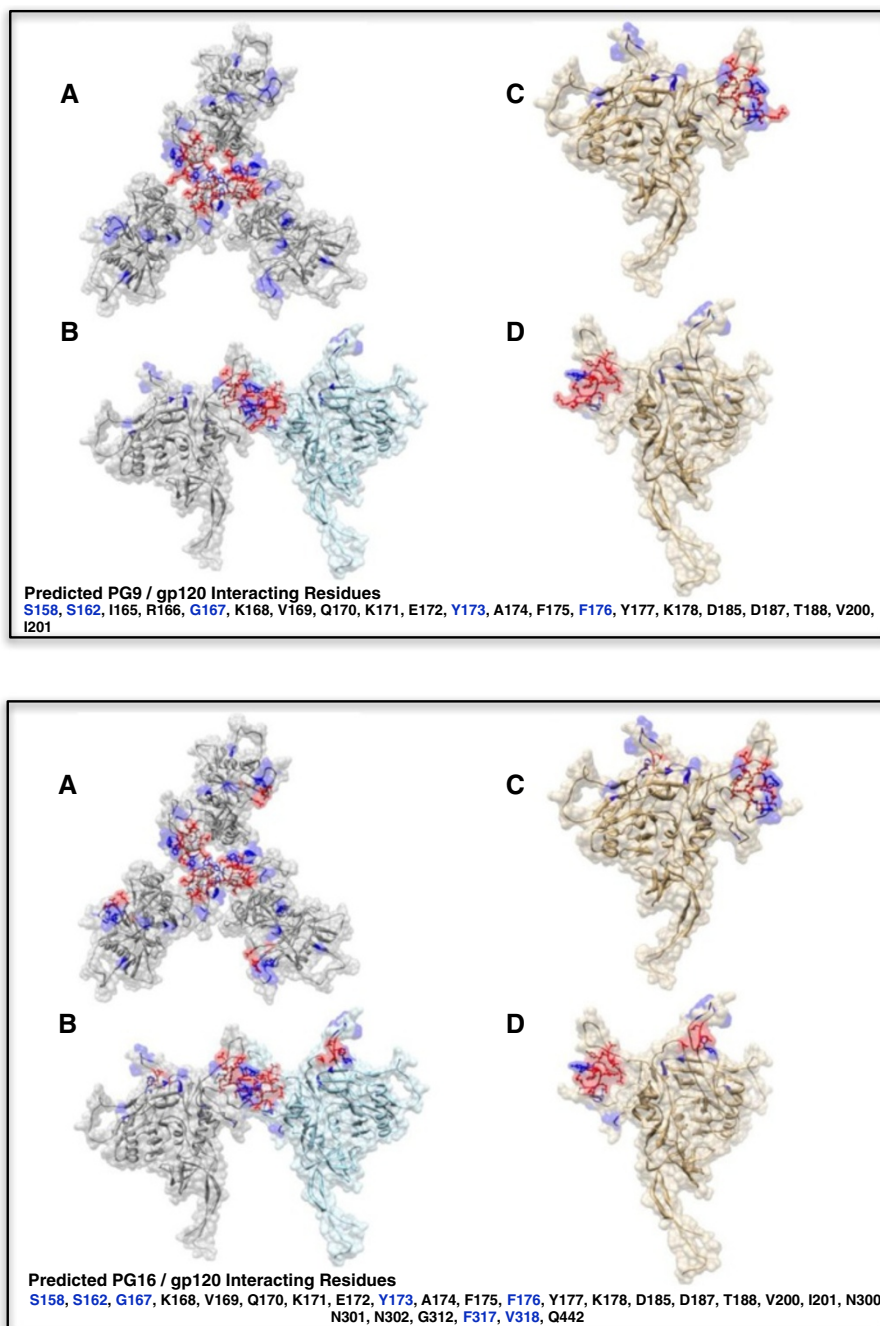 A
C
B
D
Predicted PG9 / gp120 Interacting Residues
S158, S162, I165, R166, G167, K168, V169, Q170, K171, E172, Y173, A174, F175, F176, Y177, K178, D185, D187, T188, V200,
I201
A
C
B
D
Predicted PG16 / gp120 Interacting Residues
S158, S162, G167, K168, V169, Q170, K171, E172, Y173, A174, F175, F176, Y177, K178, D185, D187, T188, V200, I201, N300
N301, N302, G312, F317, V318, Q442